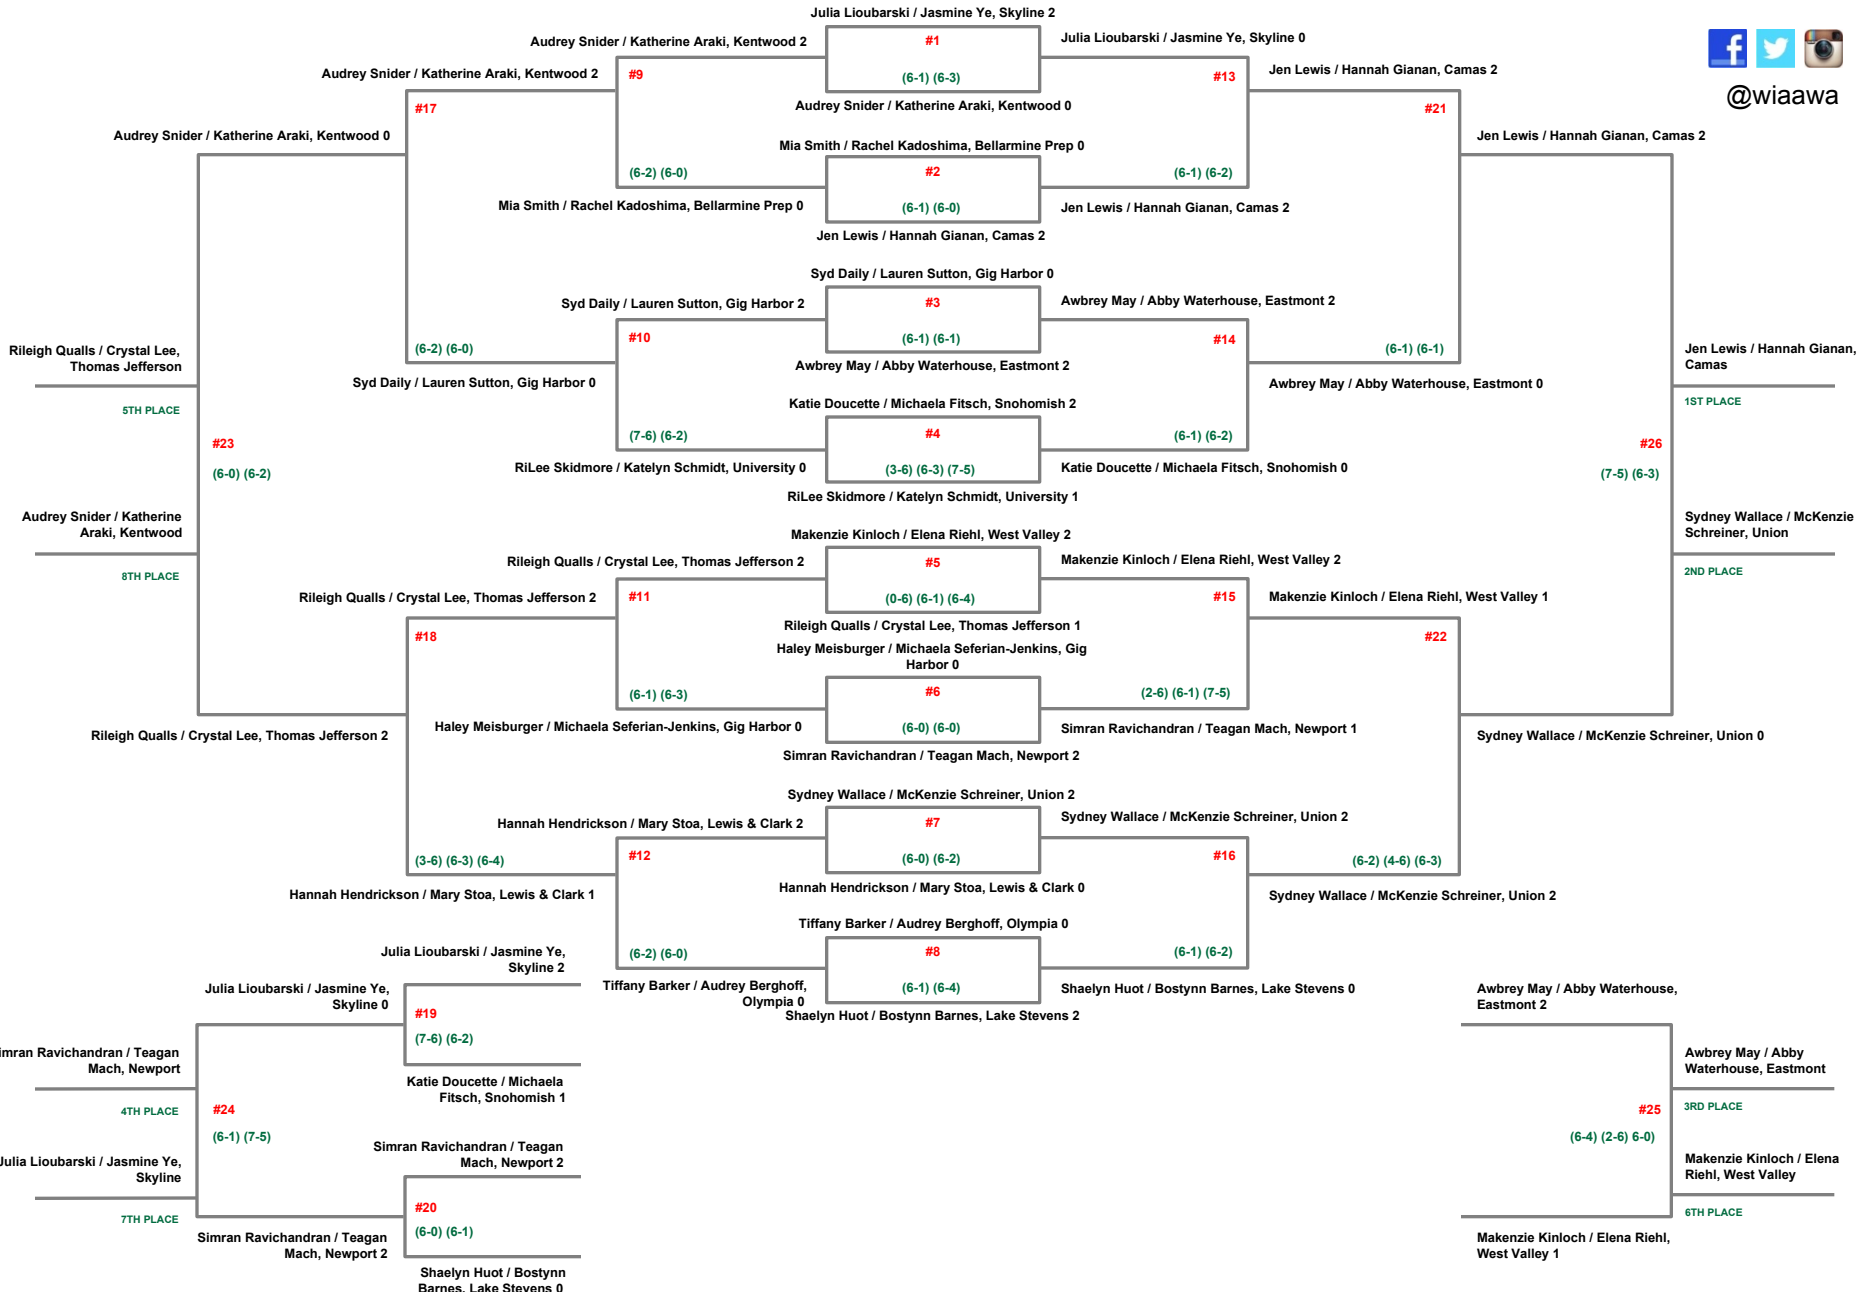 Julia Lioubarski / Jasmine Ye, Skyline 2
Audrey Snider / Katherine Araki, Kentwood 2
#1
Julia Lioubarski / Jasmine Ye, Skyline 0
Audrey Snider / Katherine Araki, Kentwood 2
#9
(6-1) (6-3)
#13
Jen Lewis / Hannah Gianan, Camas 2
@wiaawa
#17
Audrey Snider / Katherine Araki, Kentwood 0
#21
Audrey Snider / Katherine Araki, Kentwood 0
Mia Smith / Rachel Kadoshima, Bellarmine Prep 0
Jen Lewis / Hannah Gianan, Camas 2
(6-2) (6-0)
#2
(6-1) (6-2)
Mia Smith / Rachel Kadoshima, Bellarmine Prep 0
(6-1) (6-0)
Jen Lewis / Hannah Gianan, Camas 2
Jen Lewis / Hannah Gianan, Camas 2
Syd Daily / Lauren Sutton, Gig Harbor 0
Syd Daily / Lauren Sutton, Gig Harbor 2
#3
Awbrey May / Abby Waterhouse, Eastmont 2
#10
(6-1) (6-1)
#14
Rileigh Qualls / Crystal Lee,
Thomas Jefferson
(6-2) (6-0)
(6-1) (6-1)
Jen Lewis / Hannah Gianan,
Camas
Awbrey May / Abby Waterhouse, Eastmont 2
Syd Daily / Lauren Sutton, Gig Harbor 0
Awbrey May / Abby Waterhouse, Eastmont 0
5TH PLACE
Katie Doucette / Michaela Fitsch, Snohomish 2
1ST PLACE
#23
(7-6) (6-2)
#4
(6-1) (6-2)
#26
(6-0) (6-2)
RiLee Skidmore / Katelyn Schmidt, University 0
(3-6) (6-3) (7-5)
Katie Doucette / Michaela Fitsch, Snohomish 0
(7-5) (6-3)
RiLee Skidmore / Katelyn Schmidt, University 1
Audrey Snider / Katherine
Araki, Kentwood
Sydney Wallace / McKenzie
Schreiner, Union
Makenzie Kinloch / Elena Riehl, West Valley 2
Rileigh Qualls / Crystal Lee, Thomas Jefferson 2
#5
Makenzie Kinloch / Elena Riehl, West Valley 2
8TH PLACE
2ND PLACE
Rileigh Qualls / Crystal Lee, Thomas Jefferson 2
#11
(0-6) (6-1) (6-4)
#15
Makenzie Kinloch / Elena Riehl, West Valley 1
#18
Rileigh Qualls / Crystal Lee, Thomas Jefferson 1
#22
Haley Meisburger / Michaela Seferian-Jenkins, Gig
Harbor 0
(6-1) (6-3)
#6
(2-6) (6-1) (7-5)
Haley Meisburger / Michaela Seferian-Jenkins, Gig Harbor 0
(6-0) (6-0)
Simran Ravichandran / Teagan Mach, Newport 1
Rileigh Qualls / Crystal Lee, Thomas Jefferson 2
Sydney Wallace / McKenzie Schreiner, Union 0
Simran Ravichandran / Teagan Mach, Newport 2
Sydney Wallace / McKenzie Schreiner, Union 2
Hannah Hendrickson / Mary Stoa, Lewis & Clark 2
#7
Sydney Wallace / McKenzie Schreiner, Union 2
(3-6) (6-3) (6-4)
#12
(6-0) (6-2)
#16
(6-2) (4-6) (6-3)
Hannah Hendrickson / Mary Stoa, Lewis & Clark 1
Hannah Hendrickson / Mary Stoa, Lewis & Clark 0
Sydney Wallace / McKenzie Schreiner, Union 2
Tiffany Barker / Audrey Berghoff, Olympia 0
Julia Lioubarski / Jasmine Ye,
Skyline 2
(6-2) (6-0)
#8
(6-1) (6-2)
Tiffany Barker / Audrey Berghoff,
Olympia 0
(6-1) (6-4)
Shaelyn Huot / Bostynn Barnes, Lake Stevens 0
Shaelyn Huot / Bostynn Barnes, Lake Stevens 2
Julia Lioubarski / Jasmine Ye,
Skyline 0
Awbrey May / Abby Waterhouse,
Eastmont 2
#19
(7-6) (6-2)
imran Ravichandran / Teagan
Mach, Newport
Awbrey May / Abby
Waterhouse, Eastmont
Katie Doucette / Michaela
Fitsch, Snohomish 1
4TH PLACE
#24
#25
3RD PLACE
(6-1) (7-5)
(6-4) (2-6) 6-0)
Simran Ravichandran / Teagan
Mach, Newport 2
Julia Lioubarski / Jasmine Ye,
Skyline
Makenzie Kinloch / Elena
Riehl, West Valley
7TH PLACE
#20
6TH PLACE
(6-0) (6-1)
Simran Ravichandran / Teagan
Mach, Newport 2
Makenzie Kinloch / Elena Riehl,
West Valley 1
Shaelyn Huot / Bostynn
Barnes, Lake Stevens 0